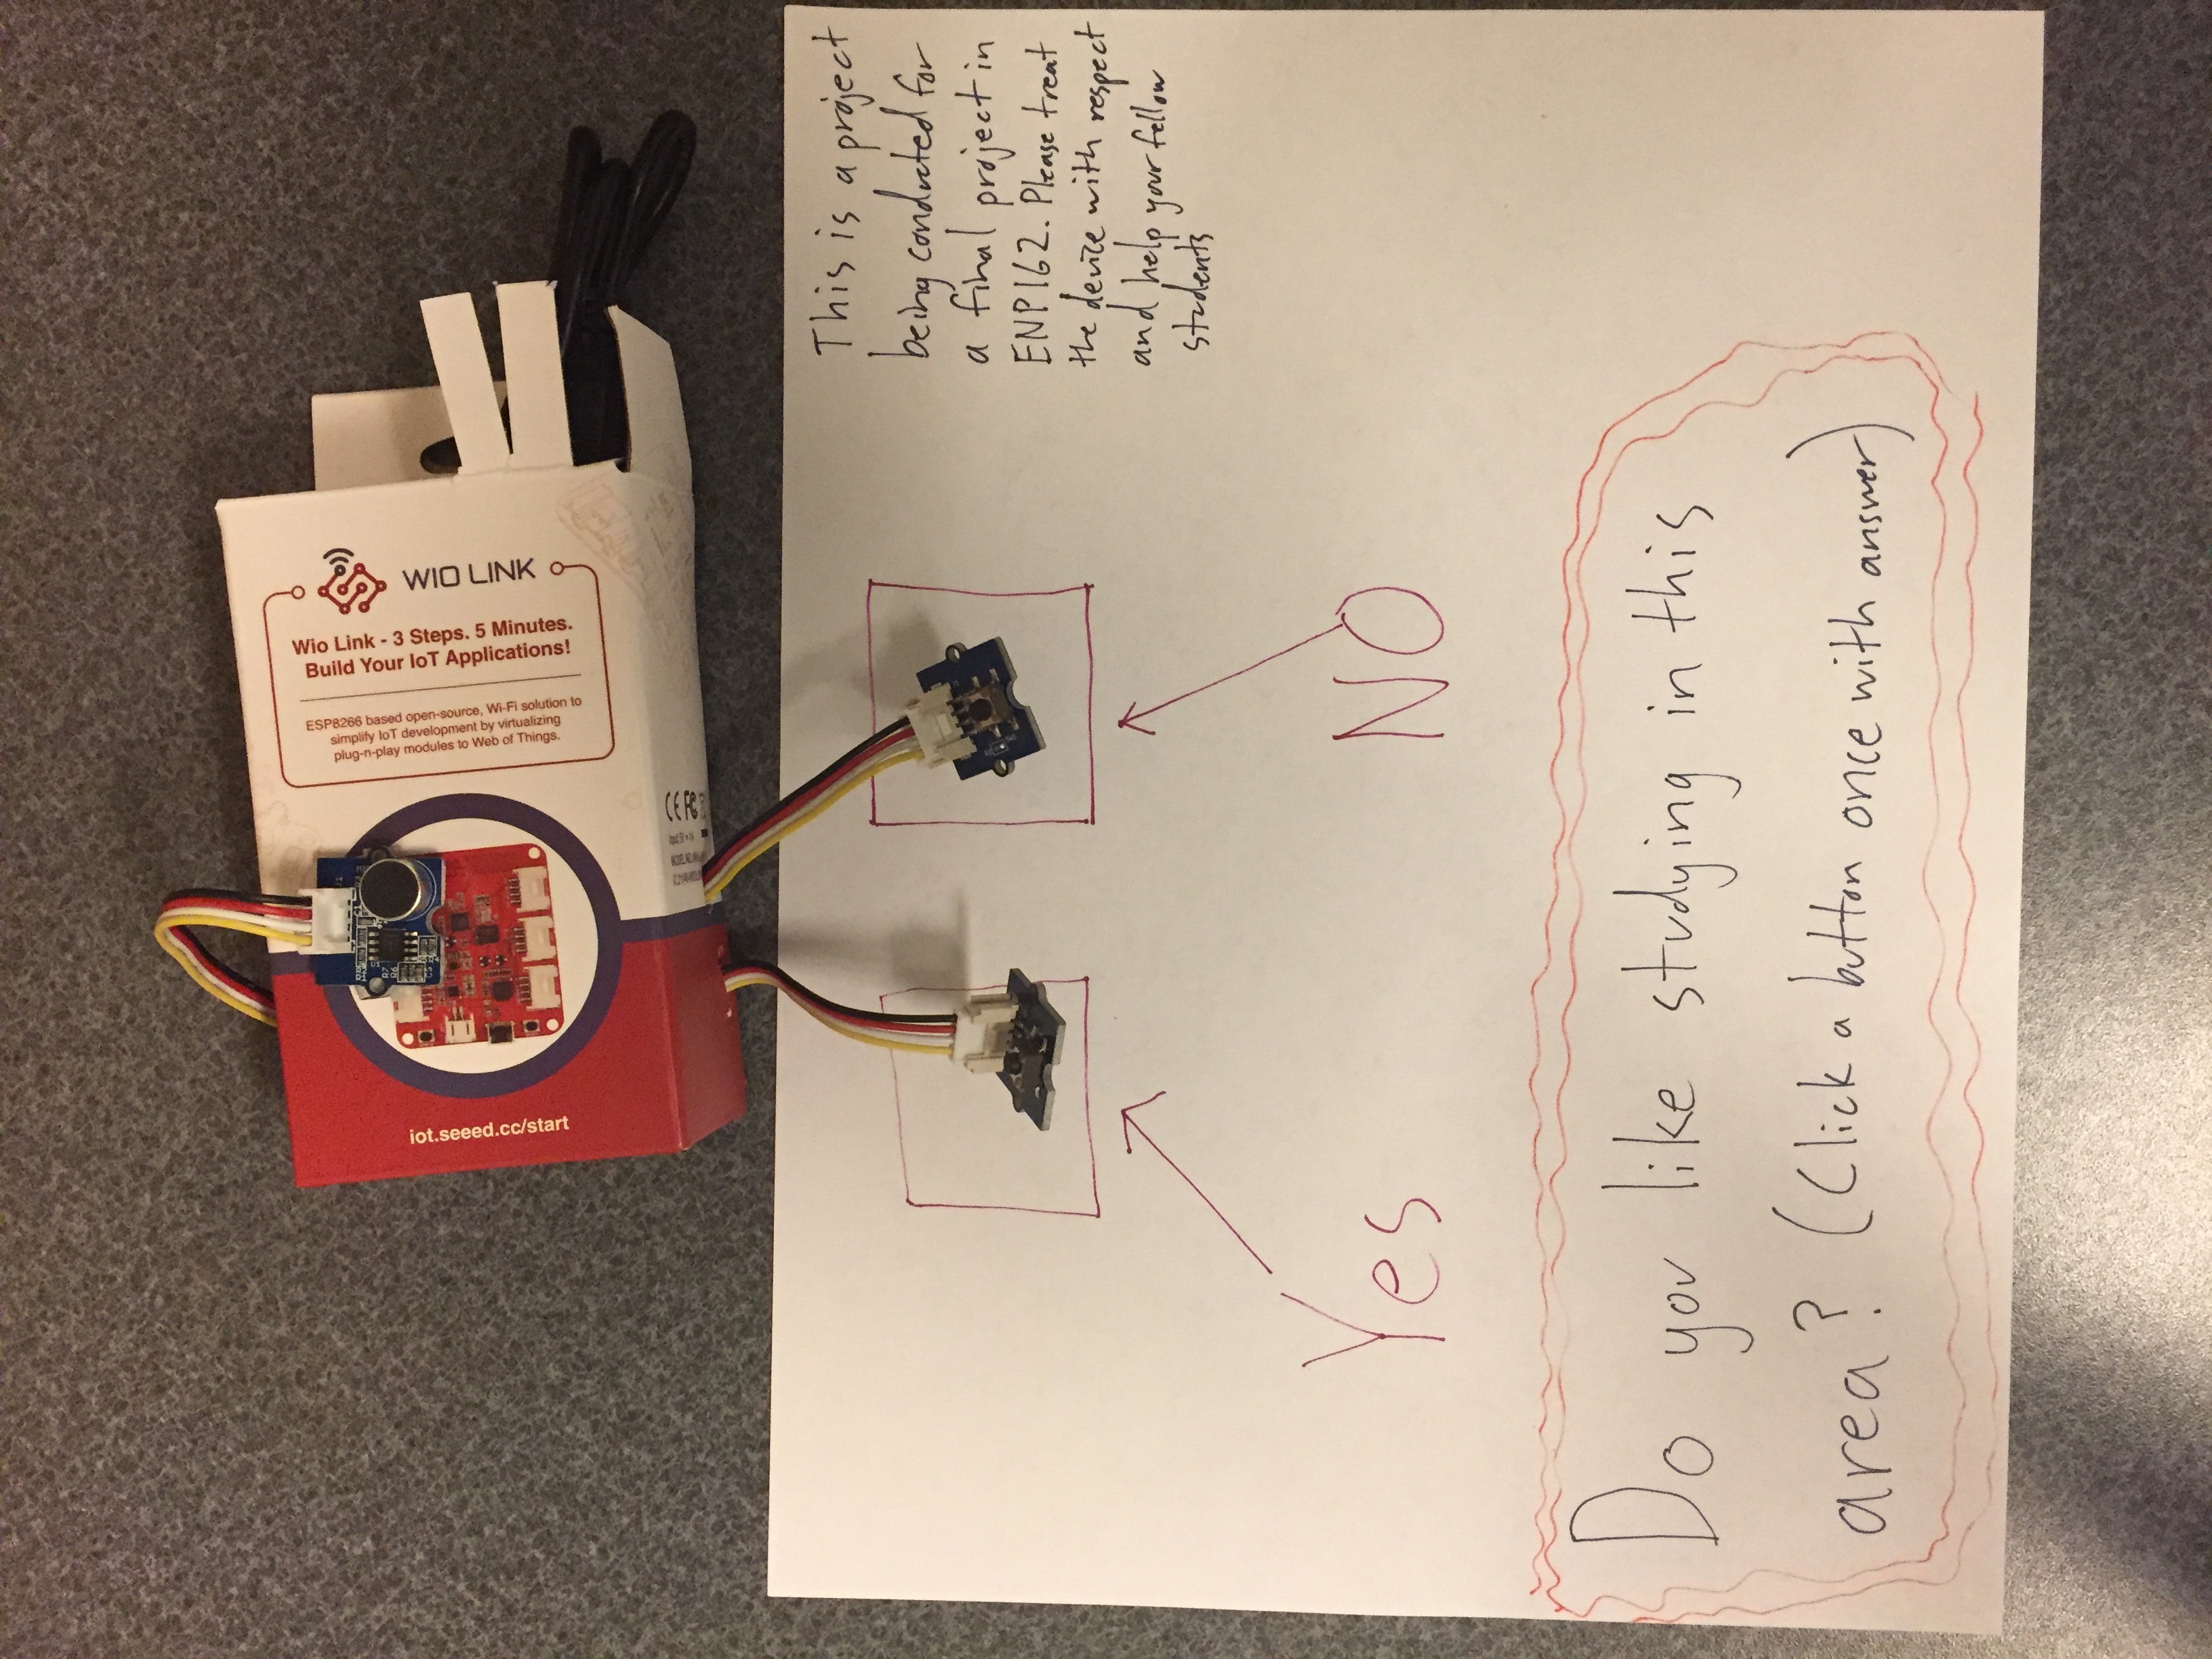 WIO LINK
Wio Link - 3 Steps. 5 Minutes.
Build Your IoT Applications!
ESP8266 based open-source, Wi-Fi solution to
simplify IoT development by virtualizing
plug-n-play modules to Web of Things.
iot.seeed.cc/start
CE FC
This is a project
being conducted for
a final project in
ENP162. Please treat
the device with respect
and help your fellow
students
Yes
NO
Do you like studying in this
area? (Click a button once with answer)